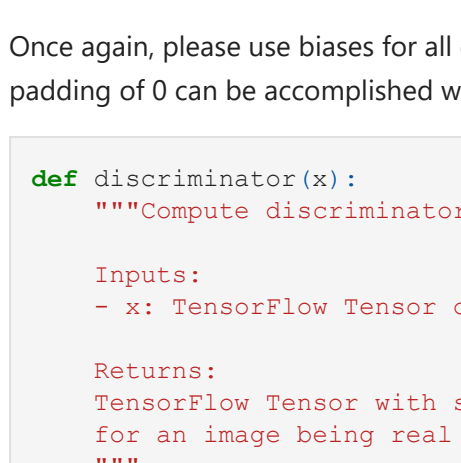 Once again, please use biases for all
padding of 0 can be accomplished
def discriminator(x):
"""Compute discriminator
Inputs:
- x: TensorFlow Tensor
Returns:
TensorFlow Tensor with
for an image being real
"""